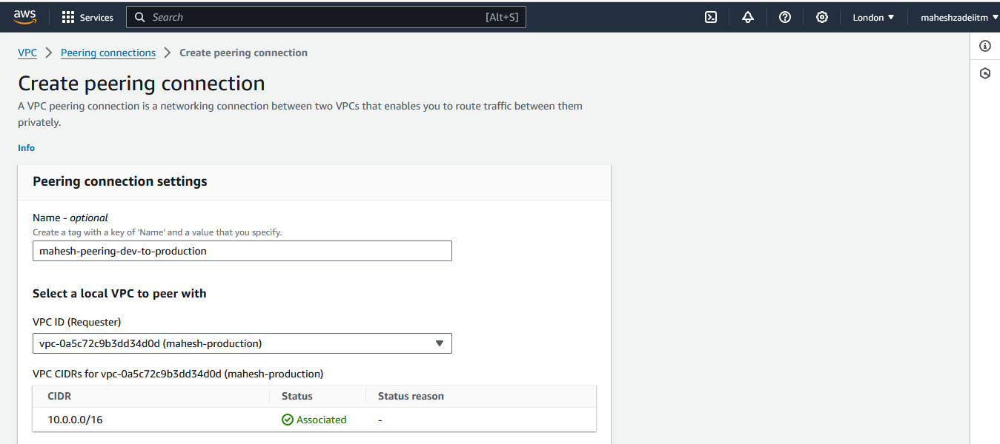 aws
Services
Search
[Alt+S]
London
maheshzadeiitm
VPC
Peering connections
Create peering connection
Create peering connection
A VPC peering connection is a networking connection between two VPCs that enables you to route traffic between them
privately.
Info
Peering connection settings
Name - optional
Create a tag with a key of 'Name' and a value that you specify.
mahesh-peering-dev-to-production
Select a local VPC to peer with
VPC ID (Requester)
vpc-0a5c72c9b3dd34d0d (mahesh-production)
VPC CIDRs for vpc-0a5c72c9b3dd34d0d (mahesh-production)
CIDR Status Status reason
10.0.0.0/16 Associated -